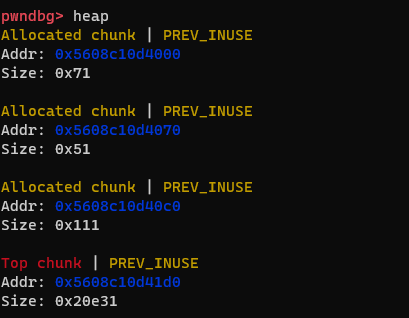 pwndbg> heap
Allocated chunk | PREV_INUSE
Addr: 0x5608c10d4000
Size: 0x71
Allocated chunk | PREV_INUSE
Addr: 0x5608c10d4070
Size: 0x51
Allocated chunk | PREV_INUSE
Addr: 0x5608c10d40c0
Size: 0x111
Top chunk | PREV_INUSE
Addr: 0x5608c10d41d0
Size: 0x20e31